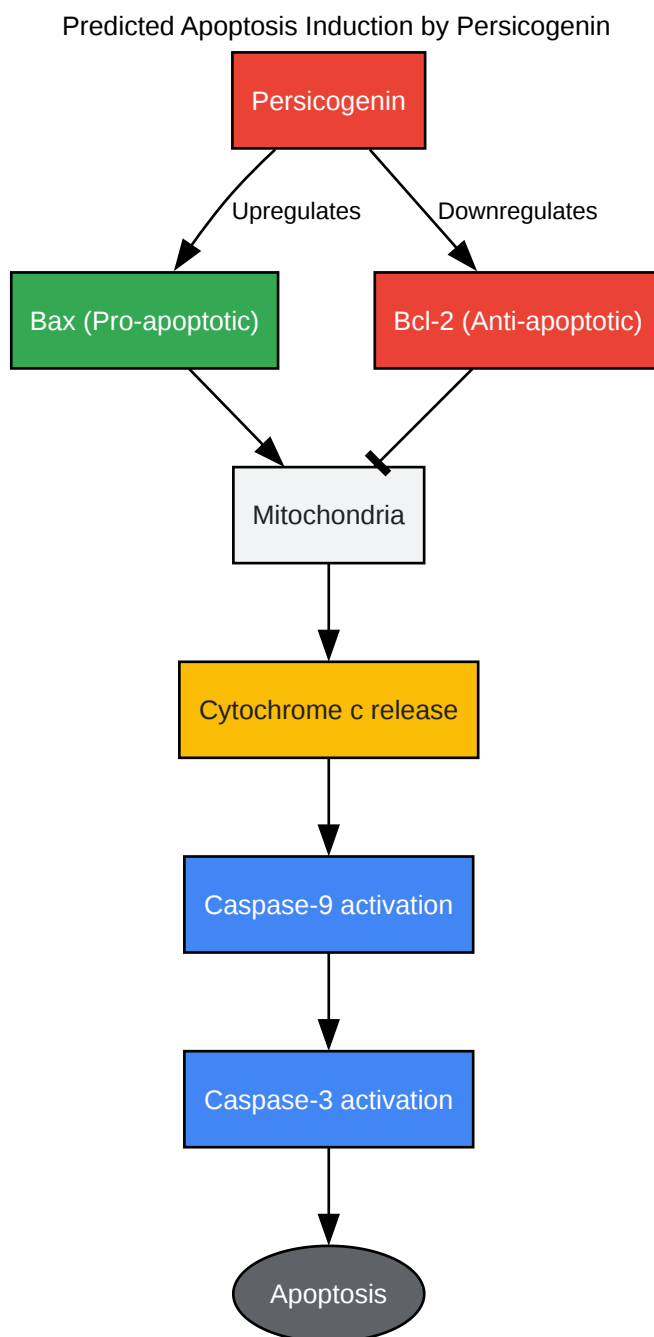 Predicted Apoptosis Induction by Persicogenin
Persicogenin
Upregulates
Downregulates
Bax (Pro-apoptotic)
Bcl-2 (Anti-apoptotic)
Mitochondria
Cytochrome c release
Caspase-9 activation
Caspase-3 activation
Apoptosis